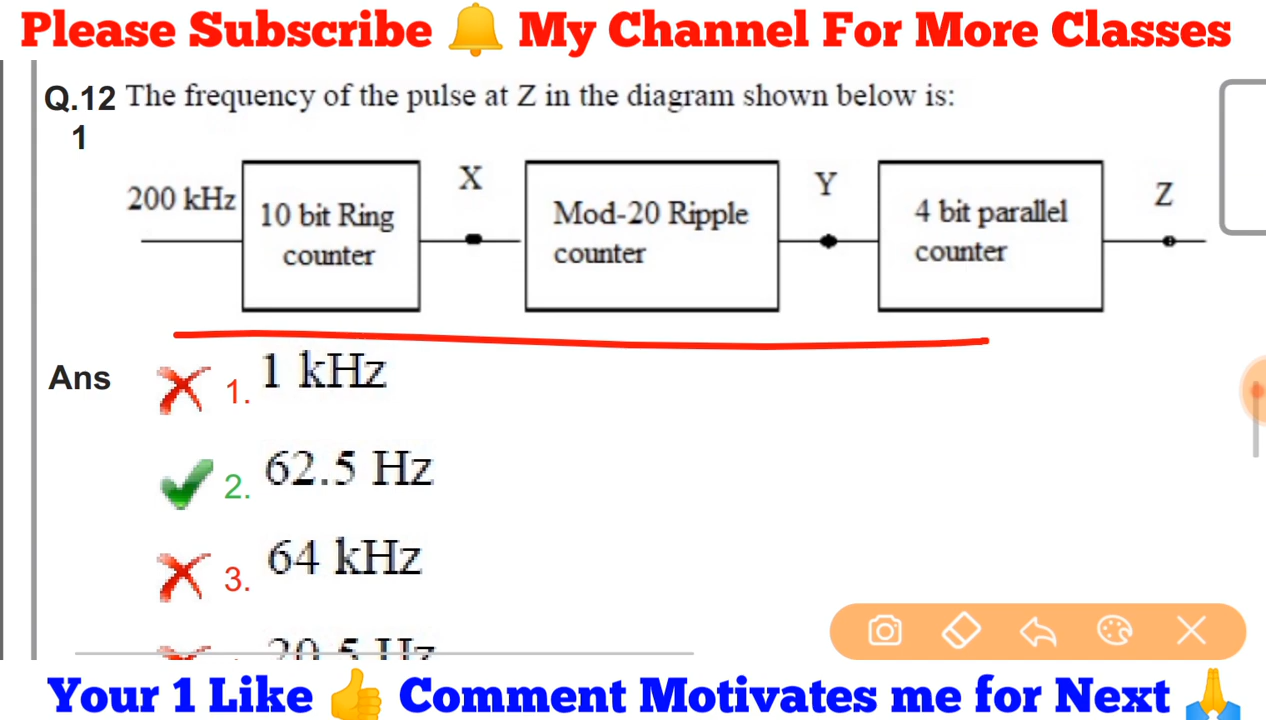 Please Subscribe 🔔 My Channel For More Classes
Q.12 The frequency of the pulse at Z in the diagram shown below is:
1
200 kHz
10 bit Ring
counter
X
Mod-20 Ripple
counter
Y
4 bit parallel
counter
Z
Ans
1. 1 kHz
2. 62.5 Hz
3. 64 kHz
Your 1 Like 👍 Comment Motivates me for Next 🙏